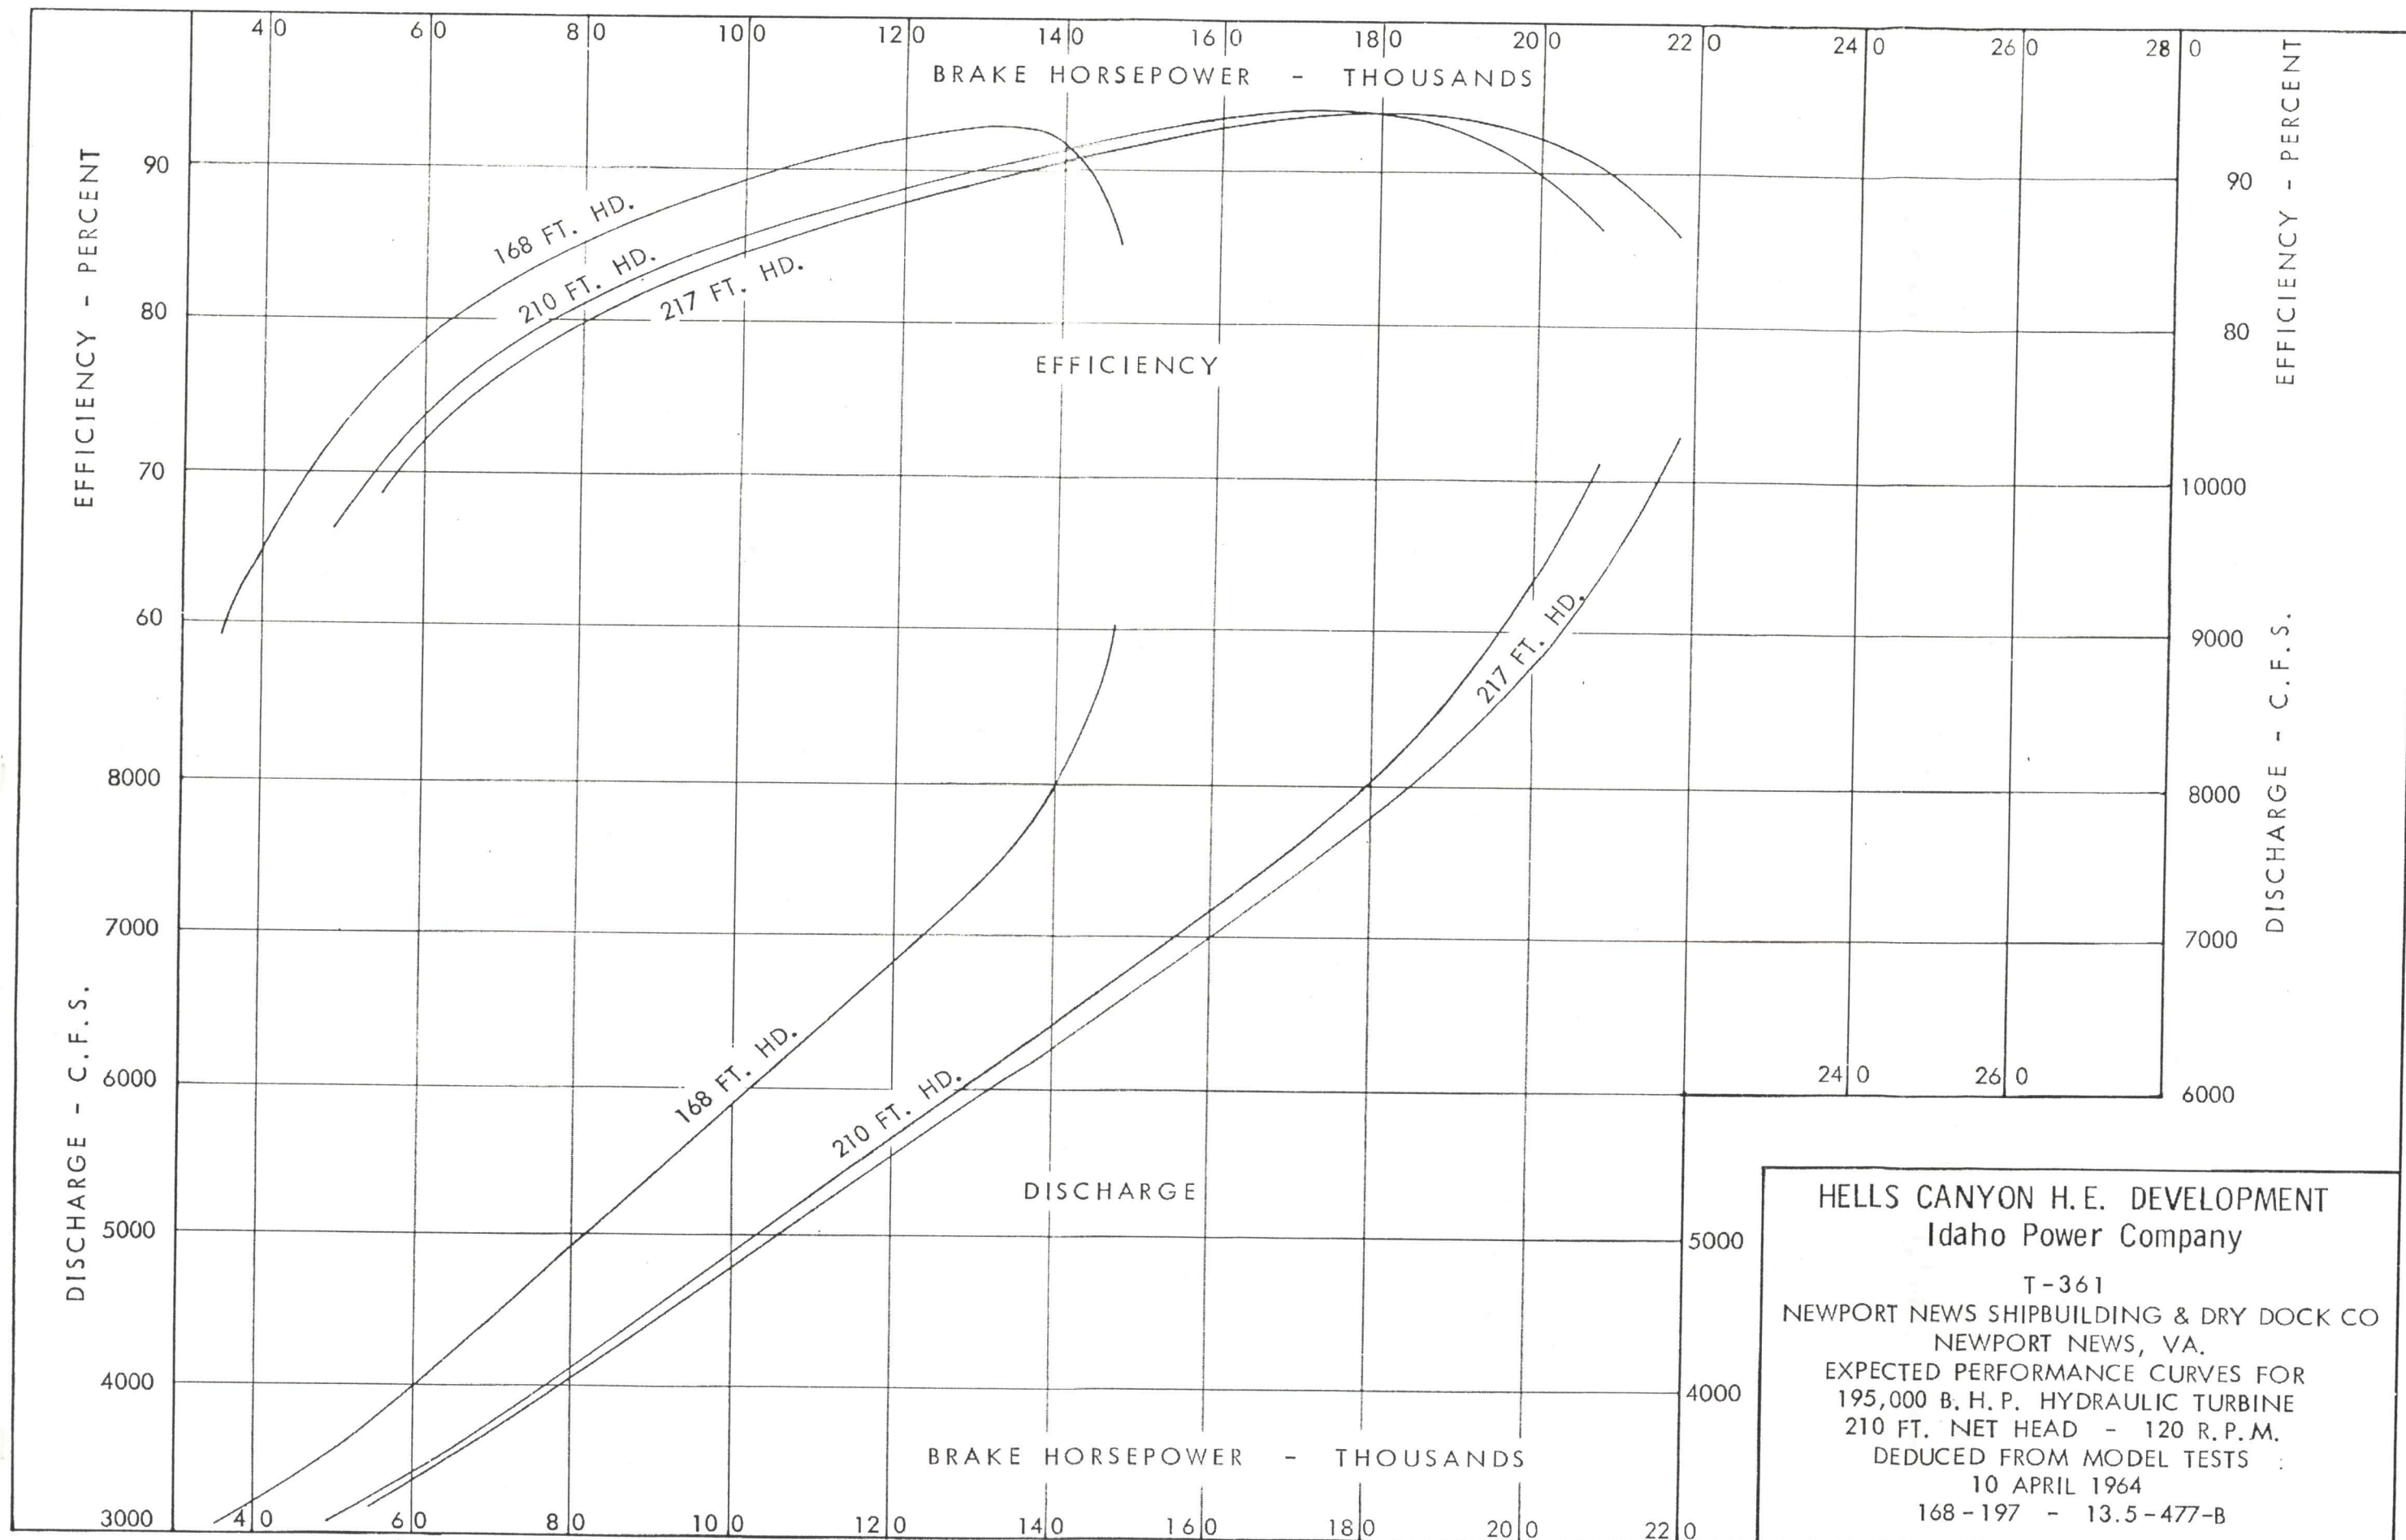 40 60 80 100 120 140 160 180 200 220 240 260 280
BRAKE HORSEPOWER - THOUSANDS
EFFICIENCY - PERCENT
90
80
70
60
EFFICIENCY - PERCENT
90
80
168 FT. HD.
210 FT. HD.
217 FT. HD.
EFFICIENCY
10000
9000
8000
7000
6000
DISCHARGE - C.F.S.
217 FT. HD.
8000
7000
6000
5000
4000
3000
DISCHARGE - C.F.S.
168 FT. HD.
210 FT. HD.
DISCHARGE
240 260
5000
4000
BRAKE HORSEPOWER - THOUSANDS
40 60 80 100 120 140 160 180 200 220
HELLS CANYON H.E. DEVELOPMENT
Idaho Power Company
T-361
NEWPORT NEWS SHIPBUILDING & DRY DOCK CO
NEWPORT NEWS, VA.
EXPECTED PERFORMANCE CURVES FOR
195,000 B.H.P. HYDRAULIC TURBINE
210 FT. NET HEAD - 120 R.P.M.
DEDUCED FROM MODEL TESTS
10 APRIL 1964
168-197 - 13.5-477-B